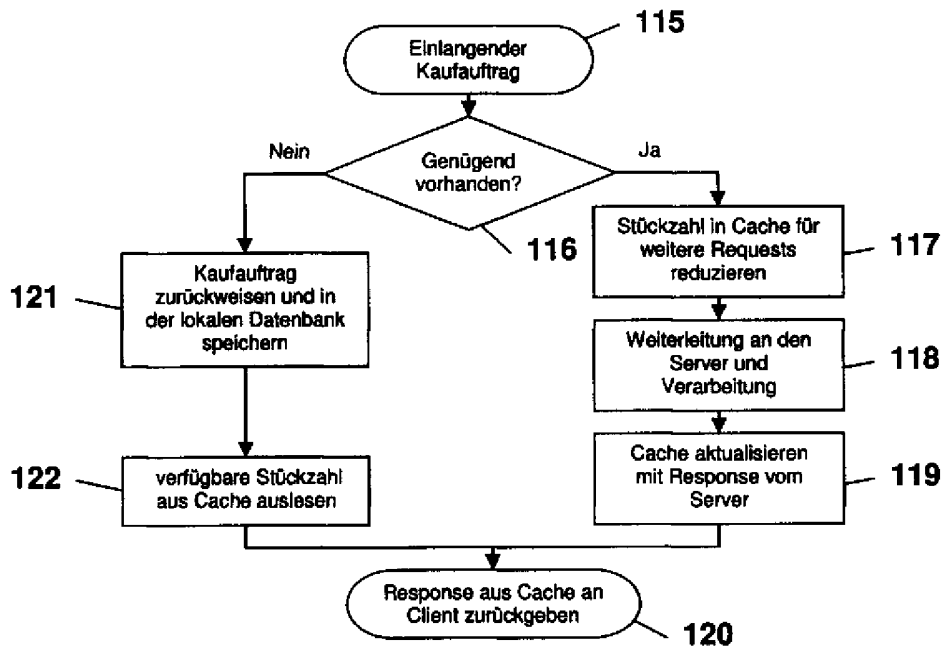 Einlangender
Kaufauftrag
115
Nein
Genügend
vorhanden?
Ja
116
Stückzahl in Cache für
weitere Requests
reduzieren
117
121
Kaufauftrag
zurückweisen und in
der lokalen Datenbank
speichern
Weiterleitung an den
Server und
Verarbeitung
118
122
verfügbare Stückzahl
aus Cache auslesen
Cache aktualisieren
mit Response vom
Server
119
Response aus Cache an
Client zurückgeben
120